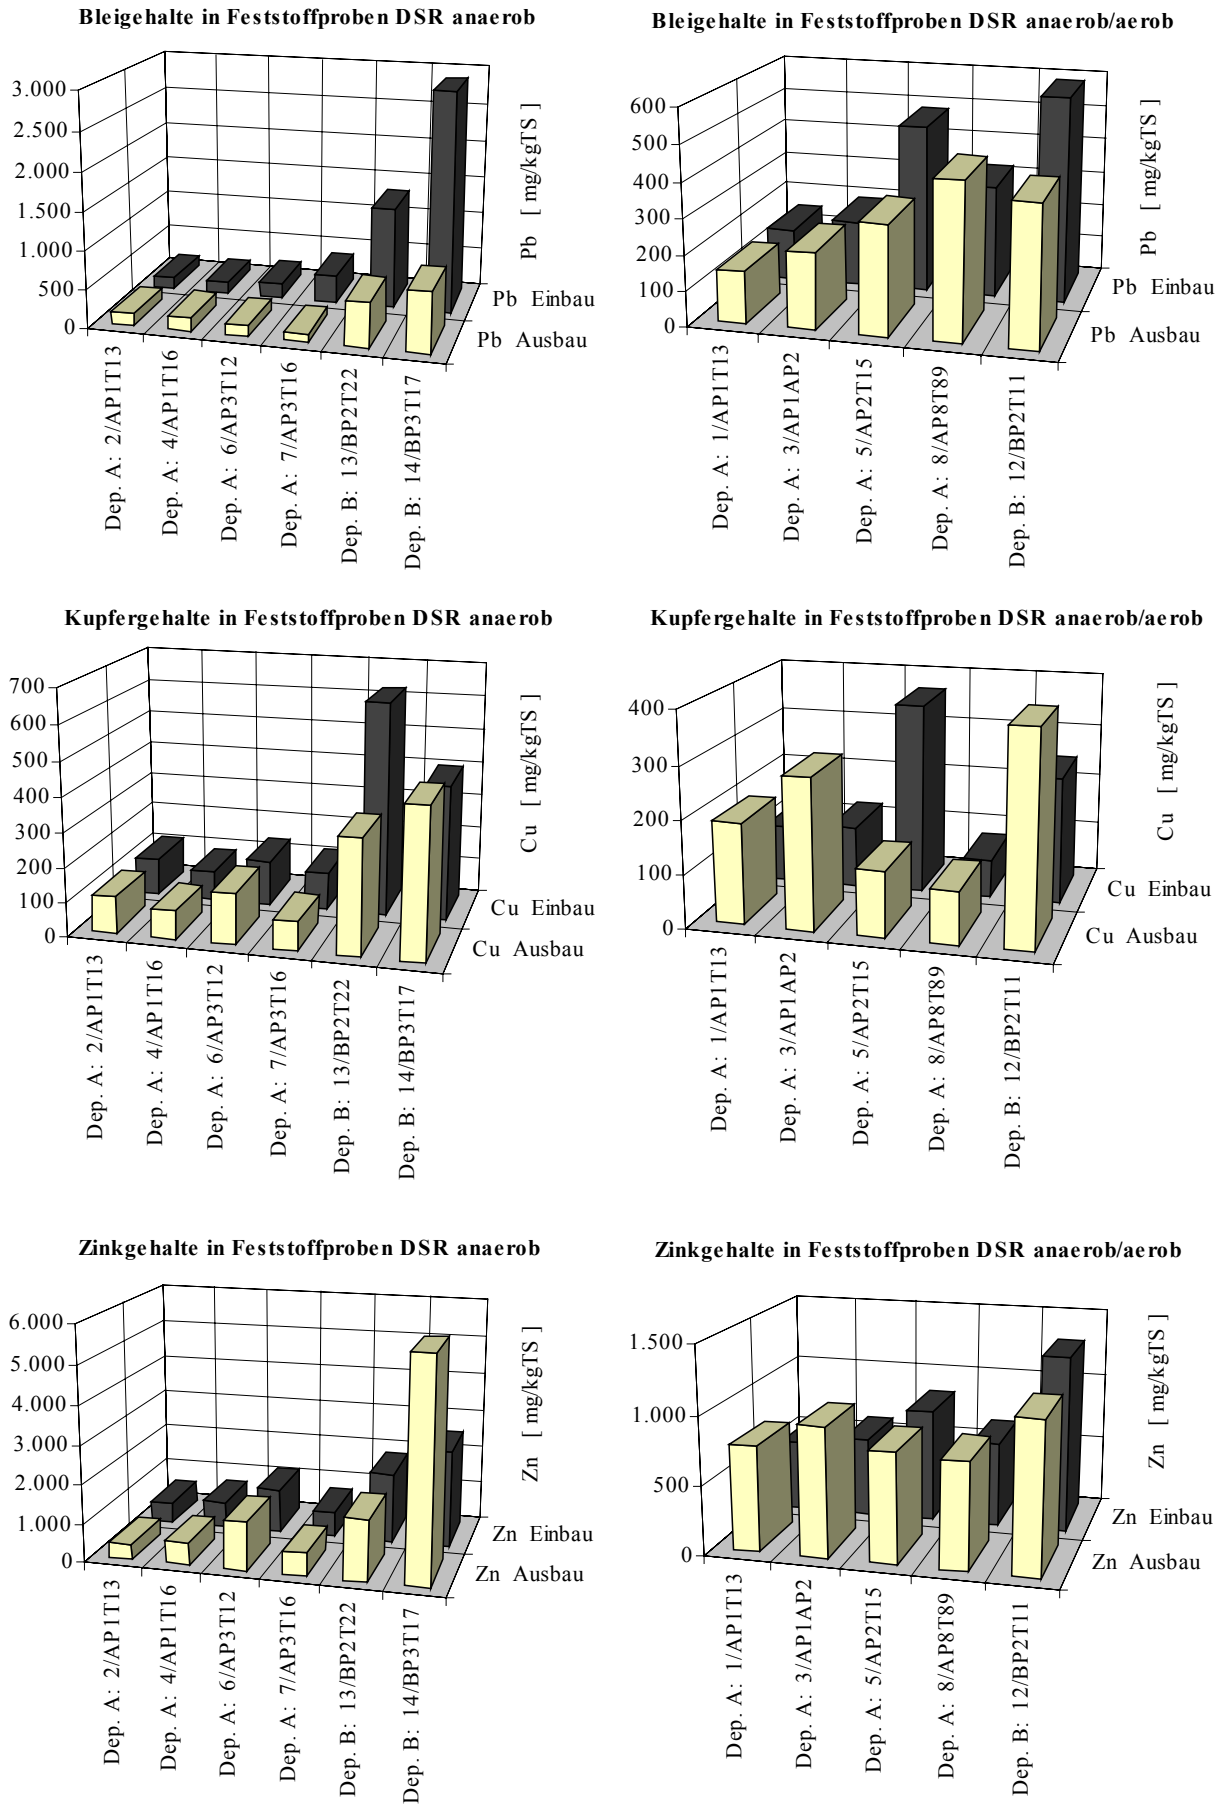 Bleigehalte in Feststoffproben DSR anaerob
3.000
2.500
2.000
1.500
1.000
500
0
Pb [ mg/kgTS ]
Pb Einbau
Pb Ausbau
Dep. A: 2/AP1T13
Dep. A: 4/AP1T16
Dep. A: 6/AP3T12
Dep. A: 7/AP3T16
Dep. B: 13/BP2T22
Dep. B: 14/BP3T17
Bleigehalte in Feststoffproben DSR anaerob/aerob
600
500
400
300
200
100
0
Pb [ mg/kgTS ]
Pb Einbau
Pb Ausbau
Dep. A: 1/AP1T13
Dep. A: 3/AP1AP2
Dep. A: 5/AP2T15
Dep. A: 8/AP8T89
Dep. B: 12/BP2T11
Kupfergehalte in Feststoffproben DSR anaerob
700
600
500
400
300
200
100
0
Cu [ mg/kgTS ]
Cu Einbau
Cu Ausbau
Dep. A: 2/AP1T13
Dep. A: 4/AP1T16
Dep. A: 6/AP3T12
Dep. A: 7/AP3T16
Dep. B: 13/BP2T22
Dep. B: 14/BP3T17
Kupfergehalte in Feststoffproben DSR anaerob/aerob
400
300
200
100
0
Cu [ mg/kgTS ]
Cu Einbau
Cu Ausbau
Dep. A: 1/AP1T13
Dep. A: 3/AP1AP2
Dep. A: 5/AP2T15
Dep. A: 8/AP8T89
Dep. B: 12/BP2T11
Zinkgehalte in Feststoffproben DSR anaerob
6.000
5.000
4.000
3.000
2.000
1.000
0
Zn [ mg/kgTS ]
Zn Einbau
Zn Ausbau
Dep. A: 2/AP1T13
Dep. A: 4/AP1T16
Dep. A: 6/AP3T12
Dep. A: 7/AP3T16
Dep. B: 13/BP2T22
Dep. B: 14/BP3T17
Zinkgehalte in Feststoffproben DSR anaerob/aerob
1.500
1.000
500
0
Zn [ mg/kgTS ]
Zn Einbau
Zn Ausbau
Dep. A: 1/AP1T13
Dep. A: 3/AP1AP2
Dep. A: 5/AP2T15
Dep. A: 8/AP8T89
Dep. B: 12/BP2T11